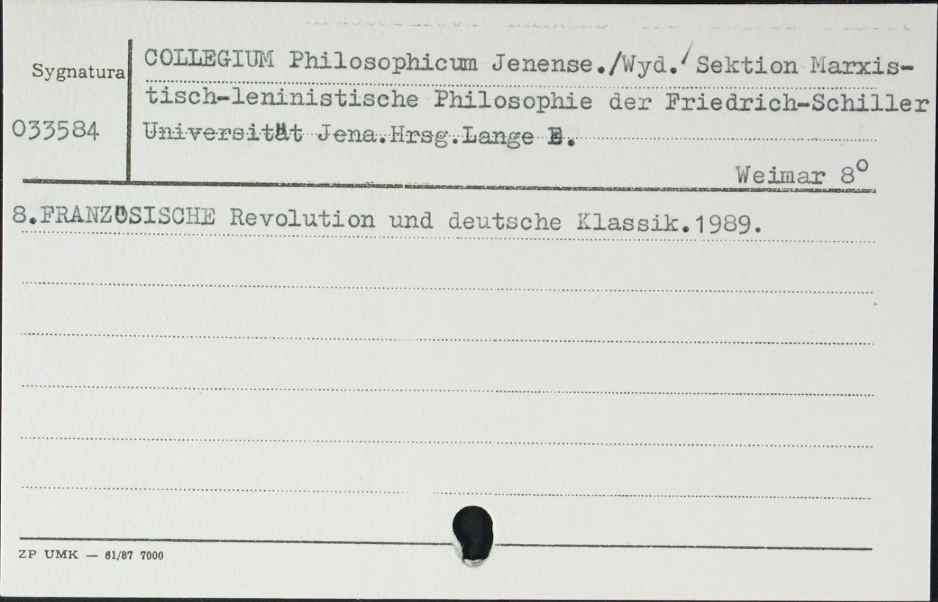 Sygnatura
033584
COLLEGIUM Philosophicum Jenense./Wyd./ Sektion Marxis-
tisch-leninistische Philosophie der Friedrich-Schiller
Universität Jena.Hrsg.Lange E.
Weimar 8°
8.FRANZÖSISCHE Revolution und deutsche Klassik.1989.
ZP UMK — 61/87 7000